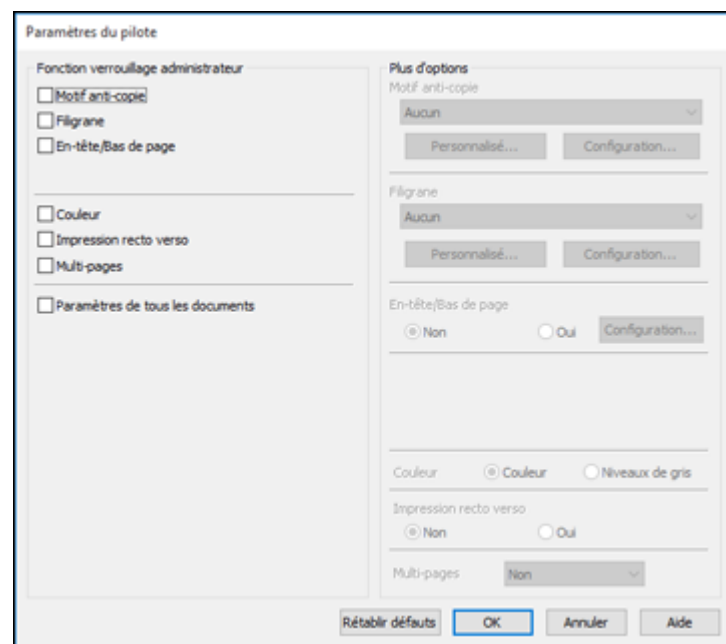 Paramètres du pilote
Fonction verrouillage administrateur
Motif anti-copie
Filigrane
En-tête/Bas de page
Couleur
Impression recto verso
Multi-pages
Paramètres de tous les documents
Plus d'options
Motif anti-copie
Aucun
Personnalisé... Configuration...
Filigrane
Aucun
Personnalisé... Configuration...
En-tête/Bas de page
Non Oui Configuration...
Couleur Couleur Niveaux de gris
Impression recto verso
Non Oui
Multi-pages Non
Rétablir défauts OK Annuler Aide